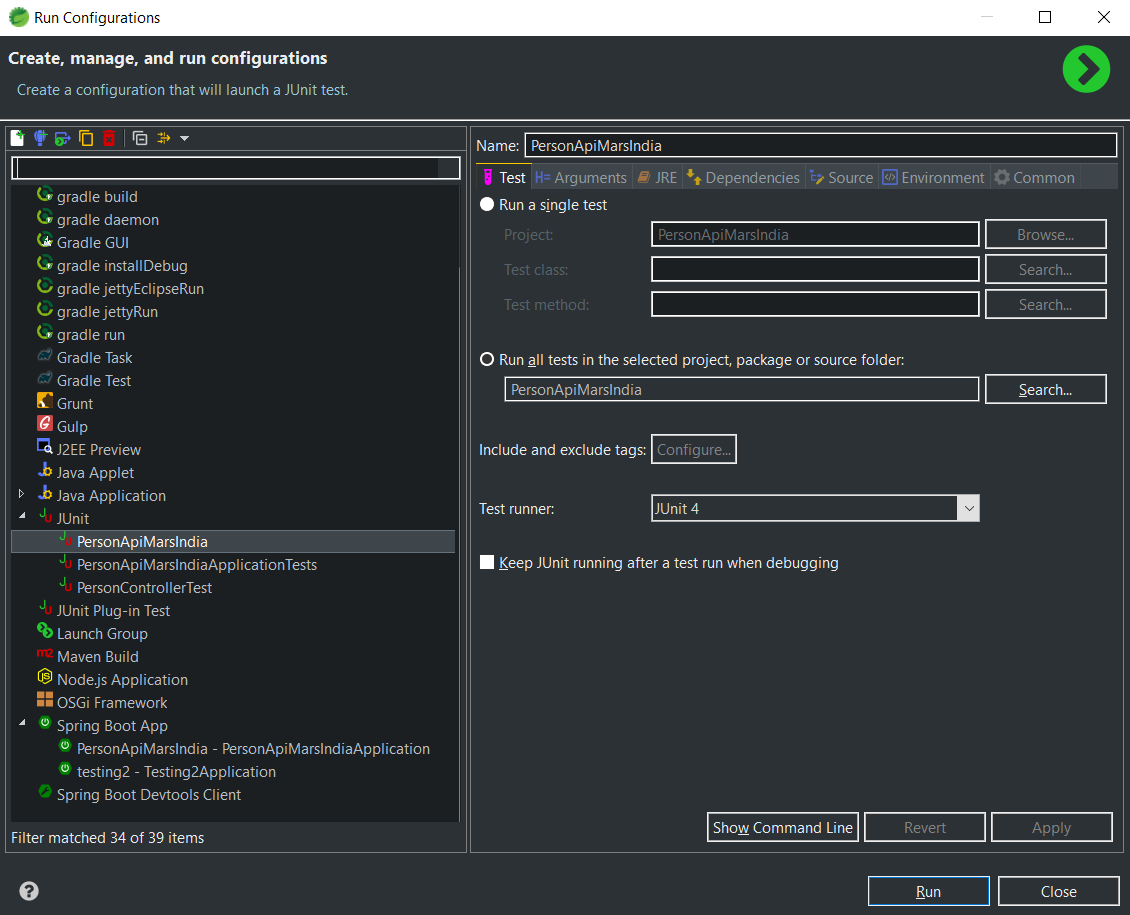 Run Configurations
Create, manage, and run configurations
Create a configuration that will launch a JUnit test.
gradle build
gradle daemon
Gradle GUI
gradle installDebug
gradle jettyEclipseRun
gradle jettyRun
gradle run
Gradle Task
Gradle Test
Grunt
Gulp
J2EE Preview
Java Applet
Java Application
JUnit
PersonApiMarsIndia
PersonApiMarsIndiaApplicationTests
PersonControllerTest
JUnit Plug-in Test
Launch Group
m2 Maven Build
JS Node.js Application
OSGi Framework
Spring Boot App
PersonApiMarsIndia - PersonApiMarsIndiaApplication
testing2 - Testing2Application
Spring Boot Devtools Client
Filter matched 34 of 39 items
Name: PersonApiMarsIndia
Test Arguments JRE Dependencies Source Environment Common
Run a single test
Project: PersonApiMarsIndia Browse...
Test class: Search...
Test method: Search...
Run all tests in the selected project, package or source folder:
PersonApiMarsIndia Search...
Include and exclude tags: Configure...
Test runner: JUnit 4
Keep JUnit running after a test run when debugging
Show Command Line Revert Apply
? Run Close